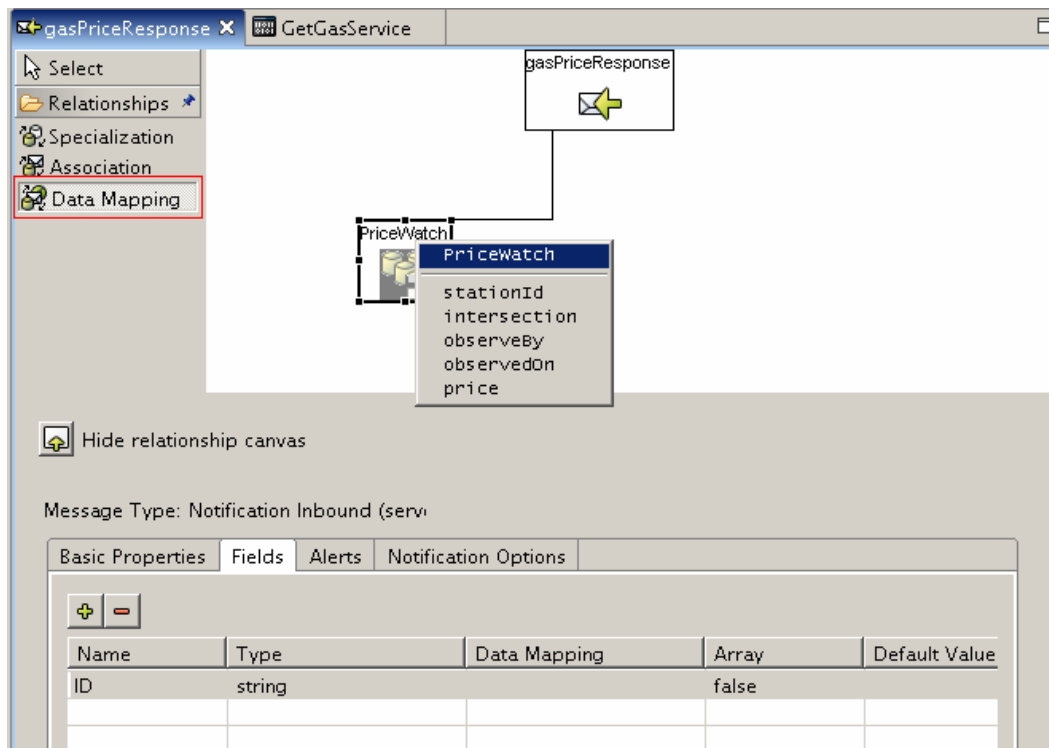 gasPriceResponse GetGasService
Select
Relationships
Specialization
Association
Data Mapping
gasPriceResponse
PriceWatch
PriceWatch
stationId
intersection
observeBy
observedOn
price
Hide relationship canvas
Message Type: Notification Inbound (serv
Basic Properties Fields Alerts Notification Options
Name Type Data Mapping Array Default Value
ID string false